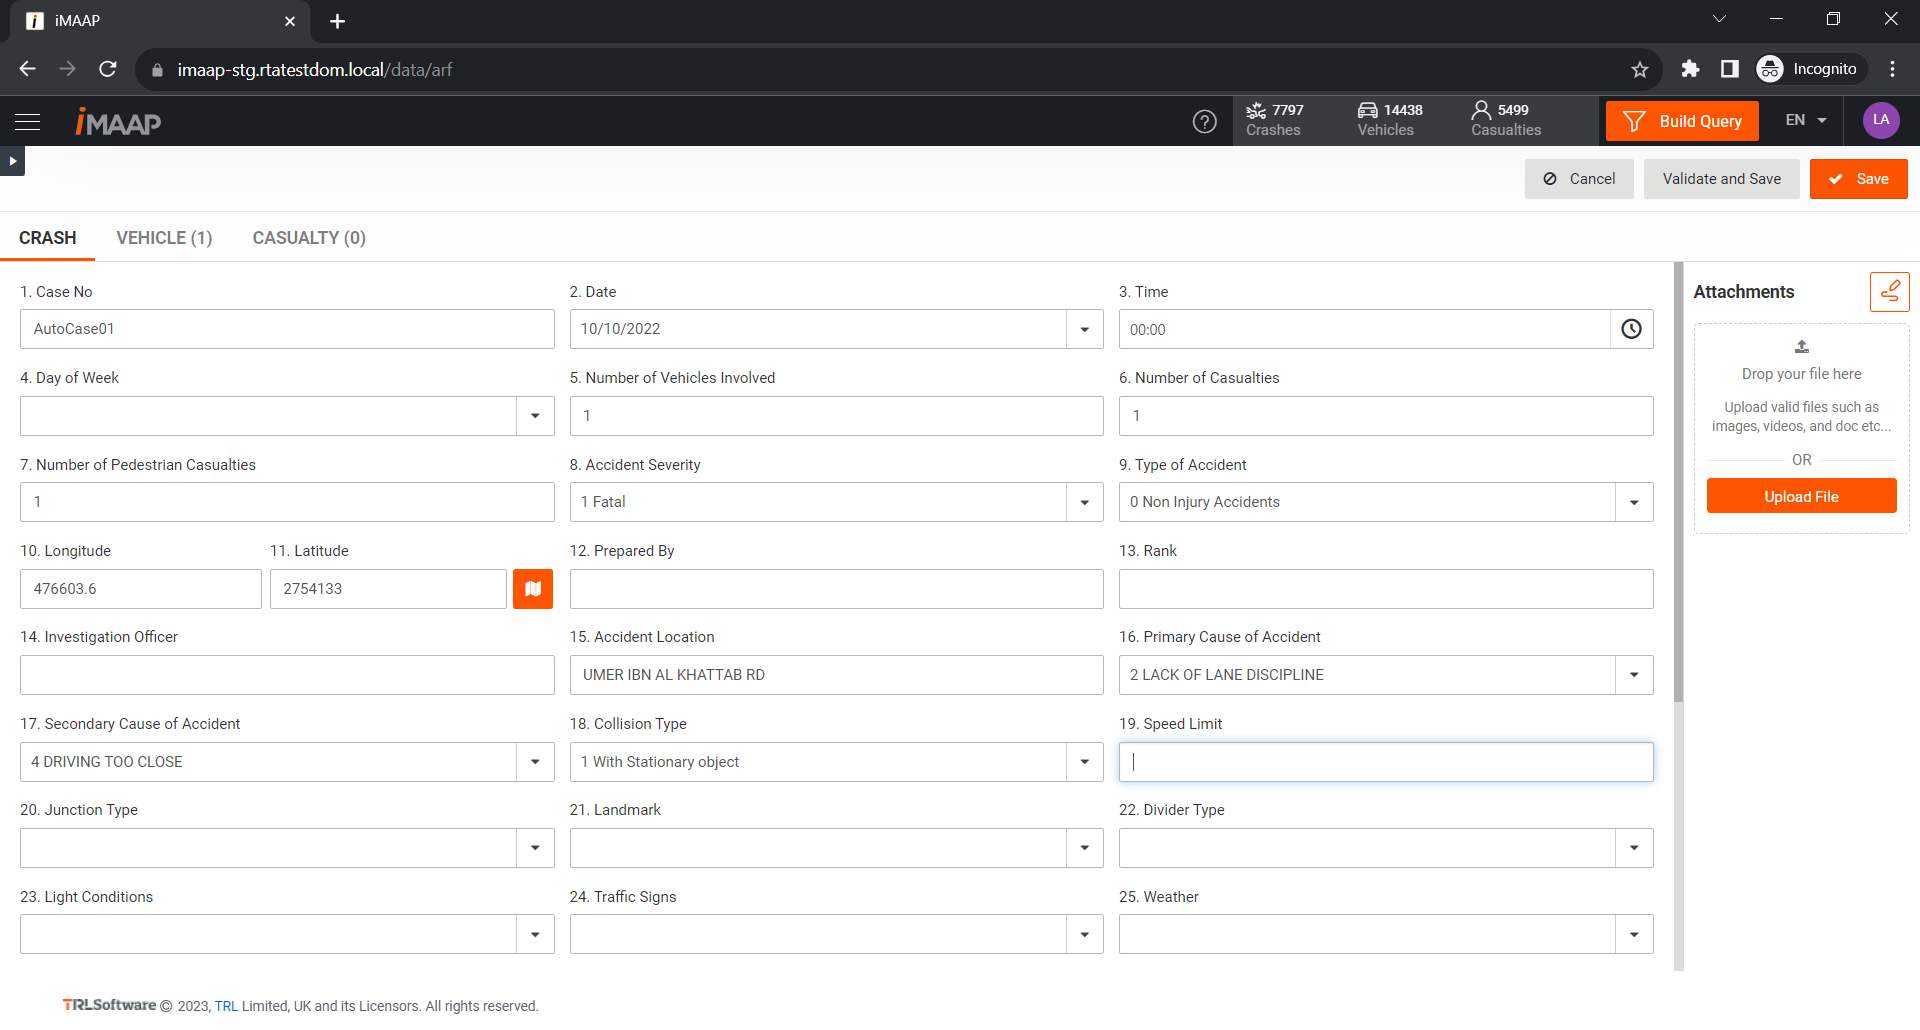 iMAAP
imaap-stg.rtatestdom.local/data/arf
Incognito
iMAAP
7797
Crashes
14438
Vehicles
5499
Casualties
Build Query
EN
LA
Cancel
Validate and Save
Save
CRASH
VEHICLE (1)
CASUALTY (0)
1. Case No
2. Date
3. Time
AutoCase01
10/10/2022
00:00
4. Day of Week
5. Number of Vehicles Involved
6. Number of Casualties
1
1
7. Number of Pedestrian Casualties
8. Accident Severity
9. Type of Accident
1
1 Fatal
0 Non Injury Accidents
10. Longitude
11. Latitude
12. Prepared By
13. Rank
476603.6
2754133
14. Investigation Officer
15. Accident Location
16. Primary Cause of Accident
UMER IBN AL KHATTAB RD
2 LACK OF LANE DISCIPLINE
17. Secondary Cause of Accident
18. Collision Type
19. Speed Limit
4 DRIVING TOO CLOSE
1 With Stationary object
20. Junction Type
21. Landmark
22. Divider Type
23. Light Conditions
24. Traffic Signs
25. Weather
Attachments
Drop your file here
Upload valid files such as
images, videos, and doc etc...
OR
Upload File
TRLSoftware © 2023, TRL Limited, UK and its Licensors. All rights reserved.